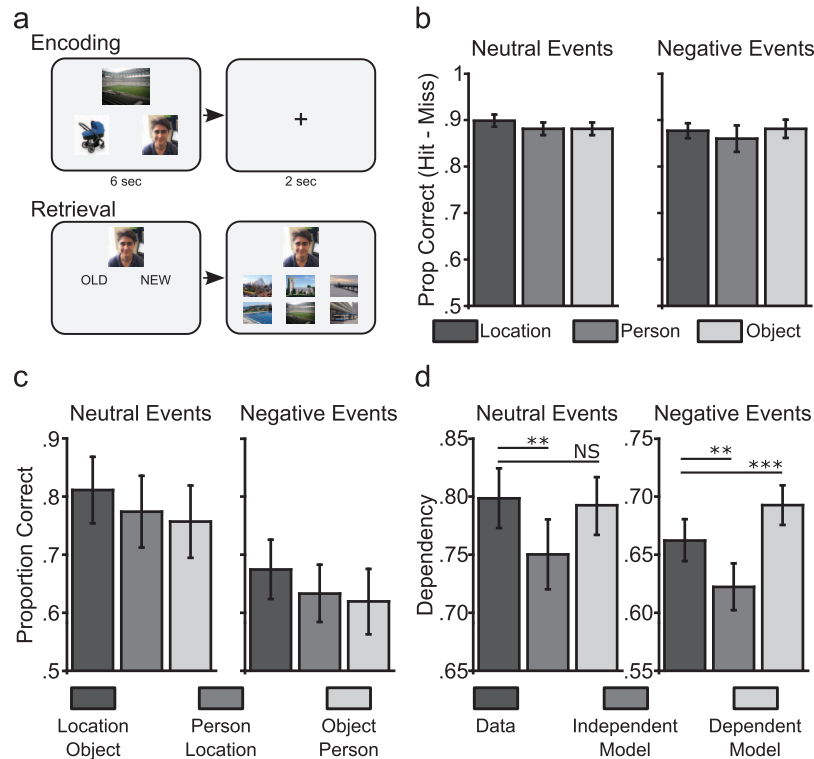 a
Encoding
+
6 sec
2 sec
Retrieval
OLD NEW
b
Neutral Events Negative Events
Prop Correct (Hit - Miss)
1
.9
.8
.7
.6
.5
Location Person Object
c
Neutral Events Negative Events
Proportion Correct
.9
.8
.7
.6
.5
Location Object
Person Location
Object Person
d
Neutral Events Negative Events
Dependency
.85
.80
.75
.70
.65
** NS
.75
.70
.65
.60
.55
** ***
Data
Independent Model
Dependent Model